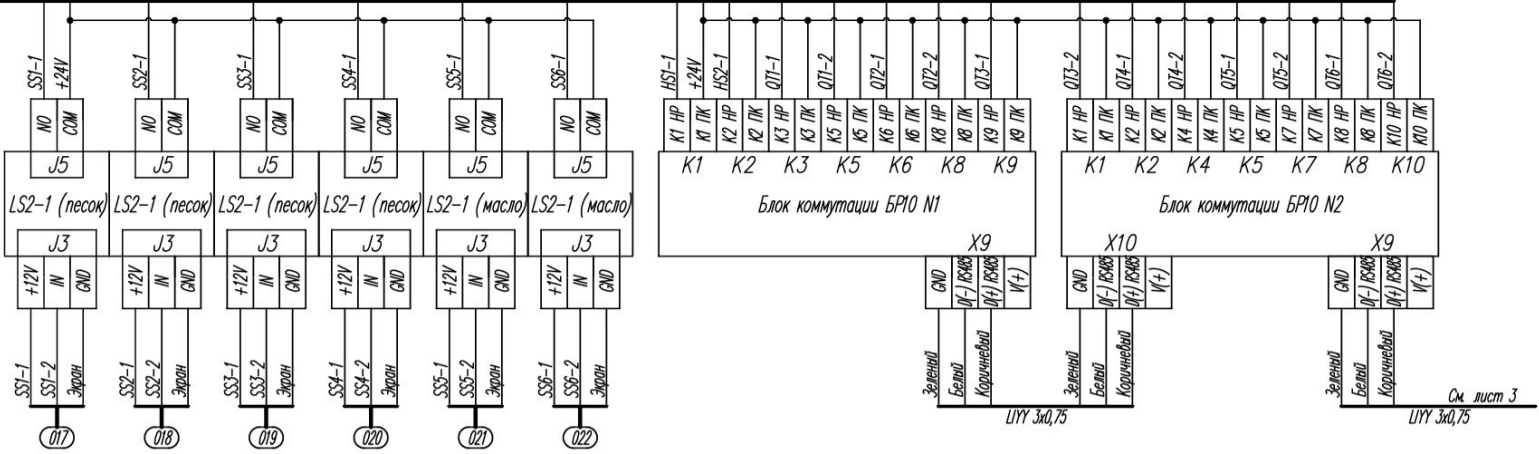 SS1-1 +24V SS2-1 SS3-1 SS4-1 SS5-1 SS6-1 HS1-1 +24V HS2-1 QT1-1 QT1-2 QT2-1 QT2-2 QT3-1 QT3-2 QT4-1 QT4-2 QT5-1 QT5-2 QT6-1 QT6-2
NO COM NO COM NO COM NO COM NO COM NO COM K1 НР K1 ПК K2 НР K2 ПК K3 НР K3 ПК K5 НР K5 ПК K6 НР K6 ПК K8 НР K8 ПК K9 НР K9 ПК K1 НР K1 ПК K2 НР K2 ПК K4 НР K4 ПК K5 НР K5 ПК K7 НР K7 ПК K8 НР K8 ПК K10 НР K10 ПК
J5 J5 J5 J5 J5 J5 K1 K2 K3 K5 K6 K8 K9 K1 K2 K4 K5 K7 K8 K10
LS2-1 (песок) LS2-1 (песок) LS2-1 (песок) LS2-1 (песок) LS2-1 (масло) LS2-1 (масло) Блок коммутации БР10 N1 Блок коммутации БР10 N2
J3 J3 J3 J3 J3 J3 X9 X10 X9
+12V IN GND +12V IN GND +12V IN GND +12V IN GND +12V IN GND +12V IN GND GND D(-) RS485 D(+) RS485 V(+) GND D(-) RS485 D(+) RS485 V(+) GND D(-) RS485 D(+) RS485 V(+)
SS1-1 SS1-2 Экран SS2-1 SS2-2 Экран SS3-1 SS3-2 Экран SS4-1 SS4-2 Экран SS5-1 SS5-2 Экран SS6-1 SS6-2 Экран Зеленый Белый Коричневый Зеленый Белый Коричневый Зеленый Белый Коричневый
См. лист 3
LIYY 3x0,75 LIYY 3x0,75
017 018 019 020 021 022